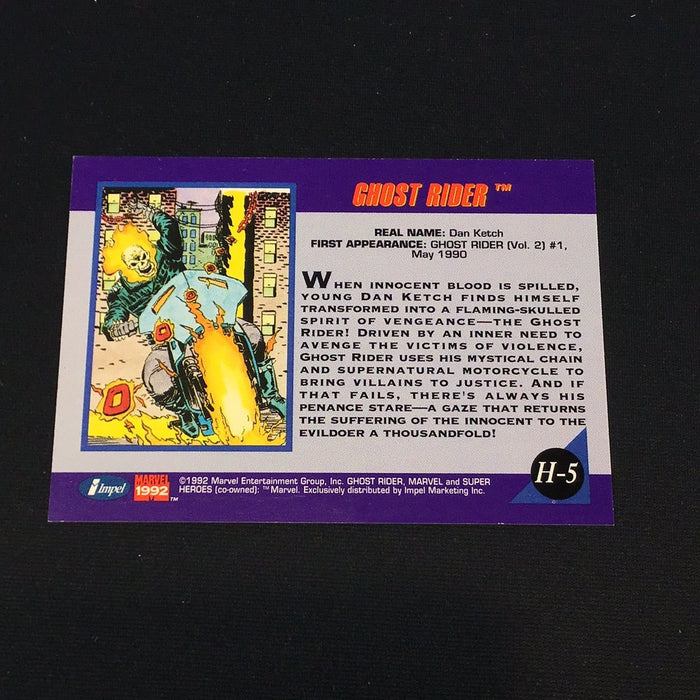 GHOST RIDER ™
REAL NAME: Dan Ketch
FIRST APPEARANCE: GHOST RIDER (Vol. 2) #1,
May 1990
WHEN INNOCENT BLOOD IS SPILLED,
YOUNG DAN KETCH FINDS HIMSELF
TRANSFORMED INTO A FLAMING-SKULLED
SPIRIT OF VENGEANCE—THE GHOST
RIDER! DRIVEN BY AN INNER NEED TO
AVENGE THE VICTIMS OF VIOLENCE,
GHOST RIDER USES HIS MYSTICAL CHAIN
AND SUPERNATURAL MOTORCYCLE TO
BRING VILLAINS TO JUSTICE. AND IF
THAT FAILS, THERE'S ALWAYS HIS
PENANCE STARE—A GAZE THAT RETURNS
THE SUFFERING OF THE INNOCENT TO THE
EVILDOER A THOUSANDFOLD!
H-5
impel
MARVEL
1992 ™
©1992 Marvel Entertainment Group, Inc. GHOST RIDER, MARVEL and SUPER
HEROES (co-owned): ™ Marvel. Exclusively distributed by Impel Marketing Inc.